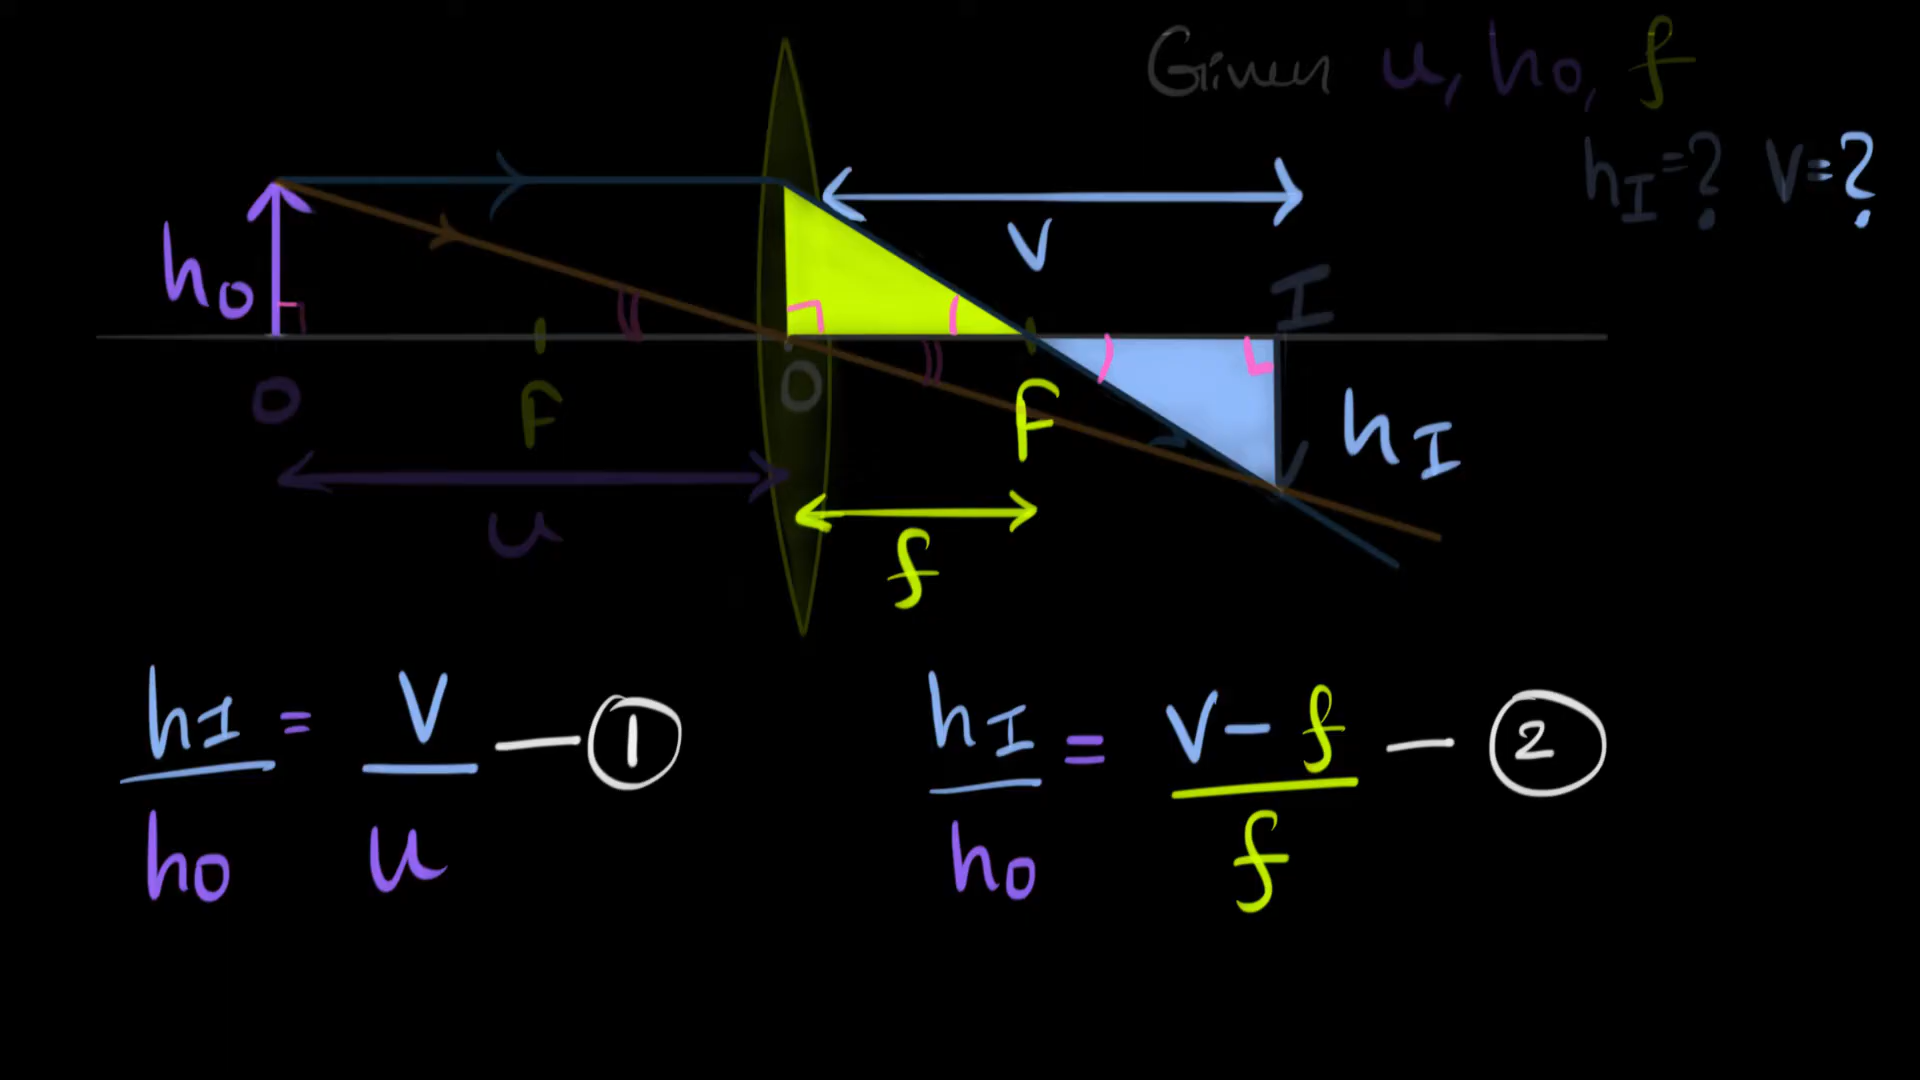 Given u, ho, f
hI=? V=?
V
ho
I
O F O F hI
u f
hI/ho = V/u — ①
hI/ho = V-f/f — ②